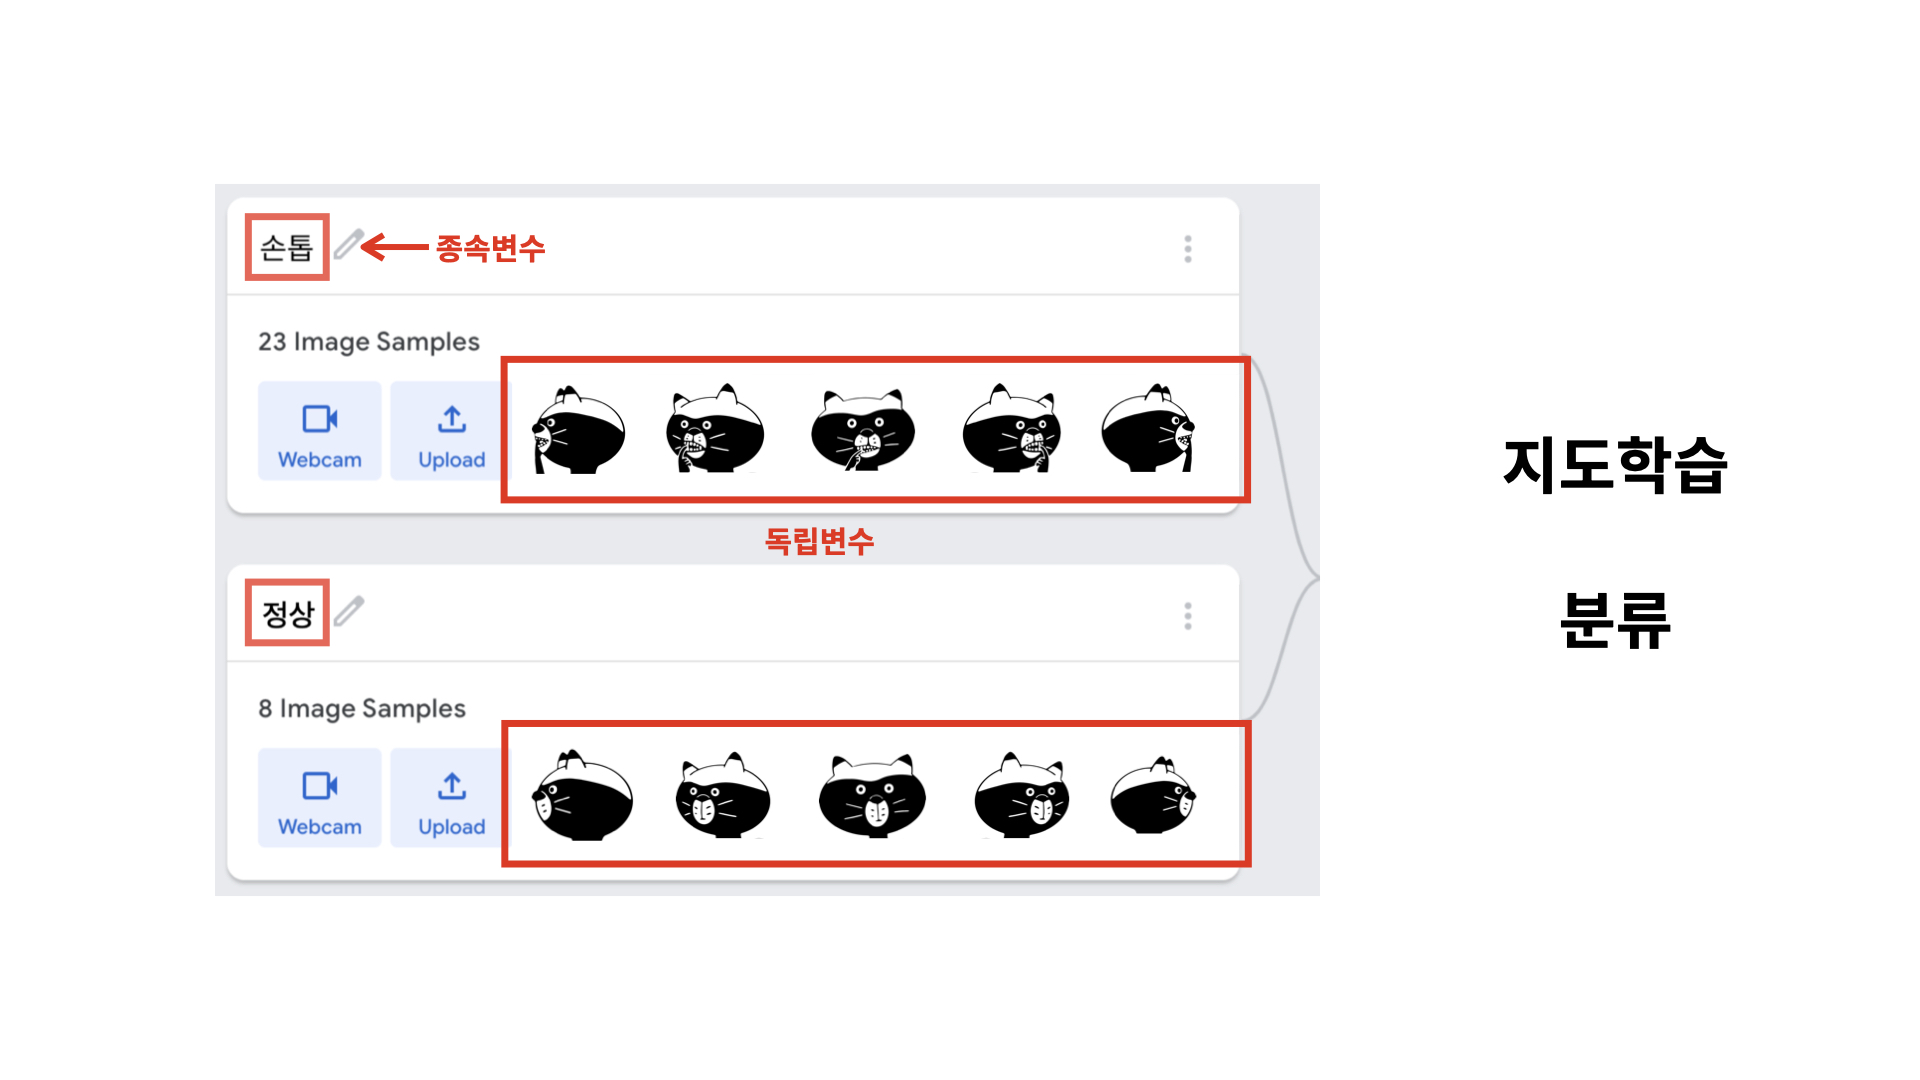 손톱
종속변수
23 Image Samples
Webcam
Upload
독립변수
정상
8 Image Samples
Webcam
Upload
지도학습
분류